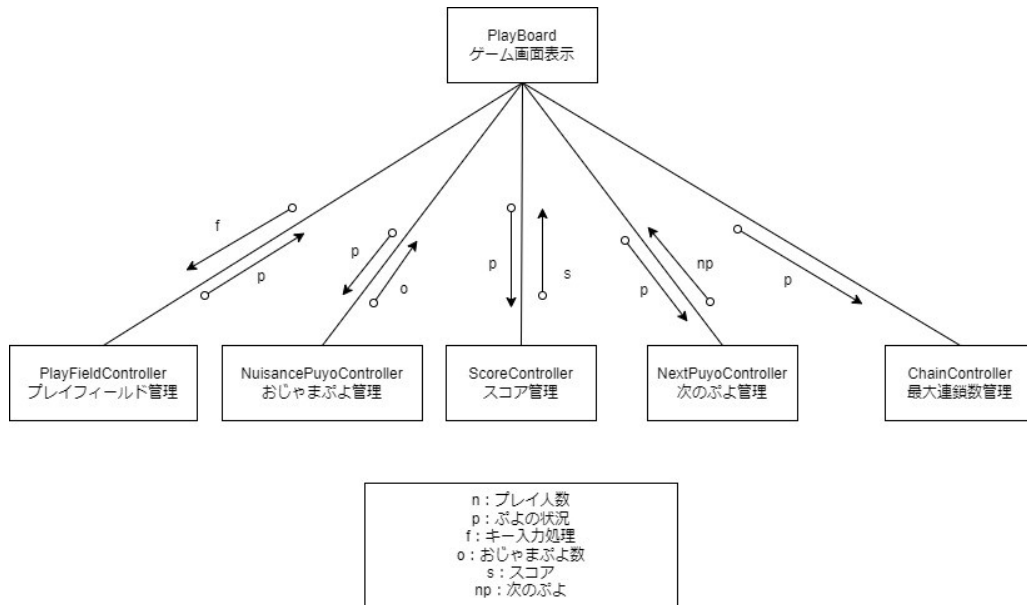 PlayBoard
ゲーム画面表示
f
p
p
o
p
s
np
p
p
PlayFieldController
プレイフィールド管理
NuisancePuyoController
おじゃまぷよ管理
ScoreController
スコア管理
NextPuyoController
次のぷよ管理
ChainController
最大連鎖数管理
n：プレイ人数
p：ぷよの状況
f：キー入力処理
o：おじゃまぷよ数
s：スコア
np：次のぷよ